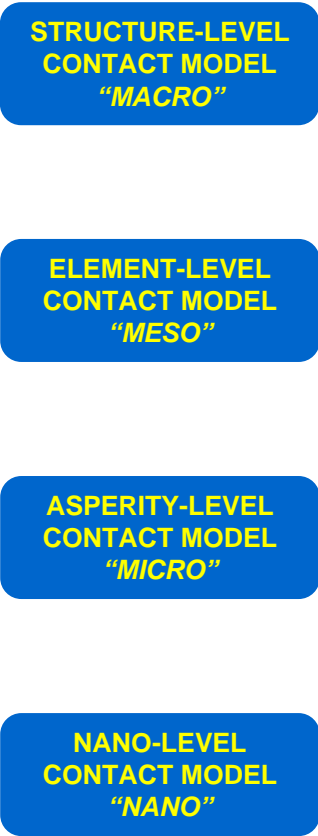 STRUCTURE-LEVEL
CONTACT MODEL
“MACRO”
ELEMENT-LEVEL
CONTACT MODEL
“MESO”
ASPERITY-LEVEL
CONTACT MODEL
“MICRO”
NANO-LEVEL
CONTACT MODEL
“NANO”